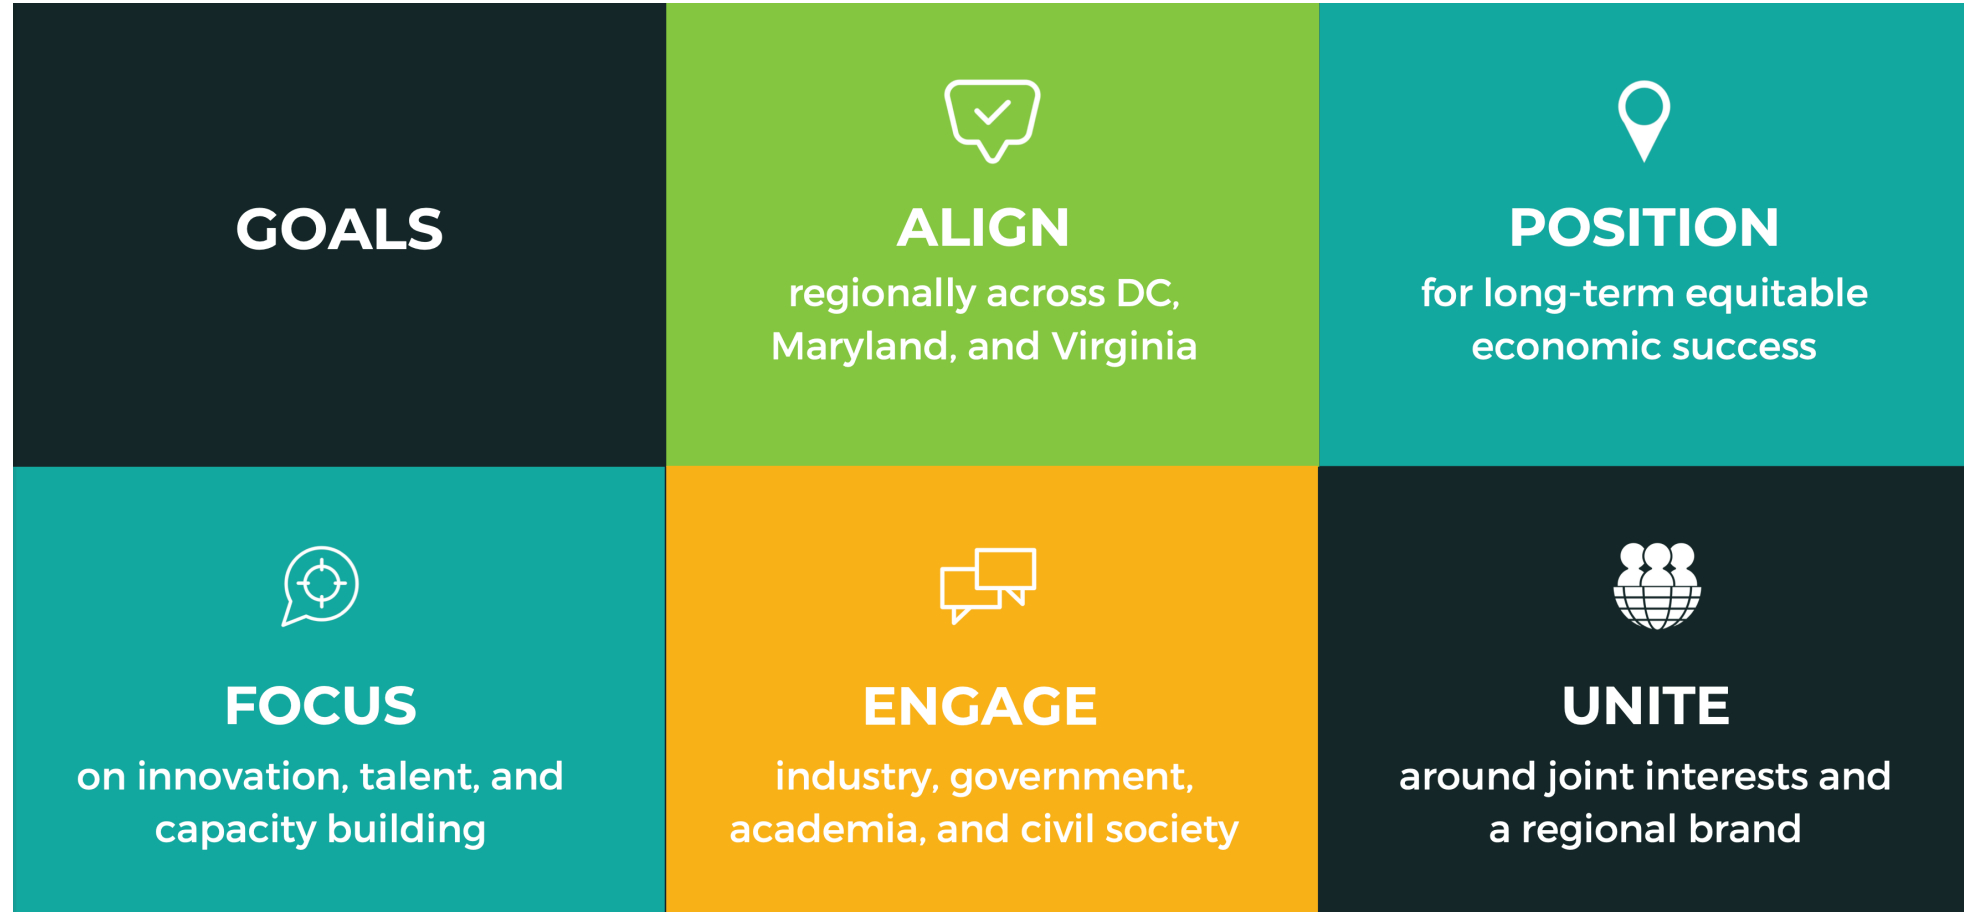 GOALS
ALIGN
regionally across DC,
Maryland, and Virginia
POSITION
for long-term equitable
economic success
FOCUS
on innovation, talent, and
capacity building
ENGAGE
industry, government,
academia, and civil society
UNITE
around joint interests and
a regional brand